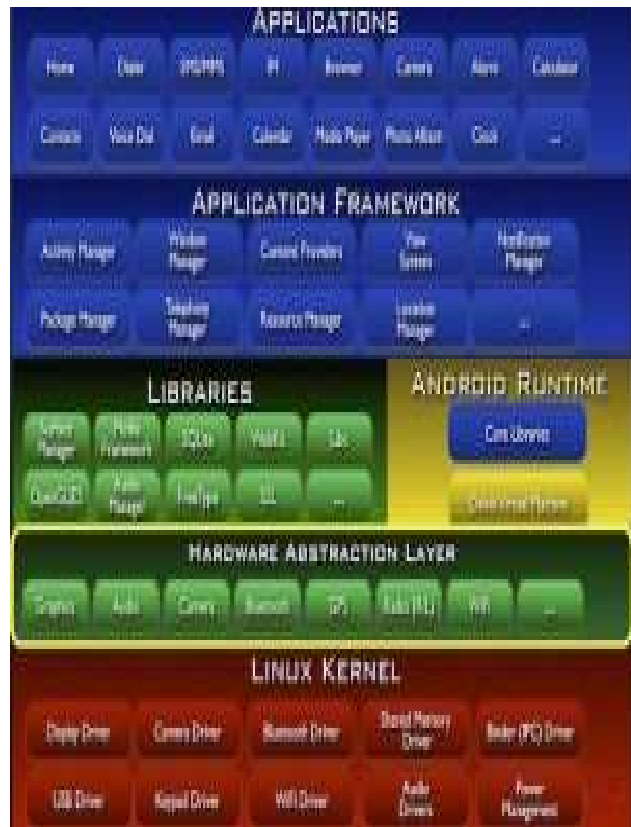 APPLICATIONS
Home Dialer SMS/MMS IM Browser Camera Alarm Calculator
Contacts Voice Dial Email Calendar Media Player Photo Album Clock ...
APPLICATION FRAMEWORK
Activity Manager Window Manager Content Providers View System Notification Manager
Package Manager Telephony Manager Resource Manager Location Manager ...
LIBRARIES
ANDROID RUNTIME
Surface Manager Media Framework SQLite WebKit Libc
Core Libraries
OpenGL|ES Audio Manager FreeType SSL ...
Dalvik Virtual Machine
HARDWARE ABSTRACTION LAYER
Graphics Audio Camera Bluetooth GPS Radio (RIL) WiFi ...
LINUX KERNEL
Display Driver Camera Driver Bluetooth Driver Shared Memory Driver Binder (IPC) Driver
USB Driver Keypad Driver WiFi Driver Audio Drivers Power Management